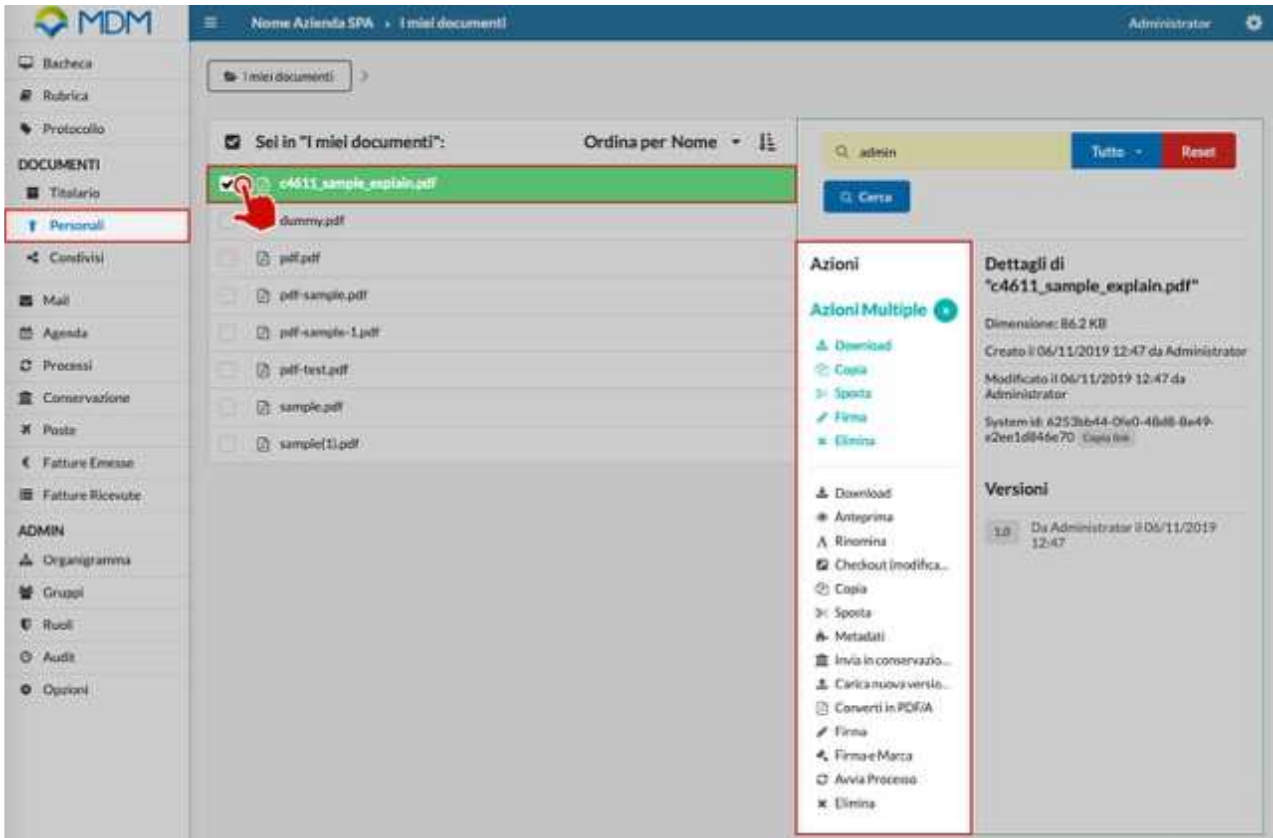 MDM
Nome Azienda SPA › I miei documenti
Administrator
Bacheca
Rubrica
Protocollo
DOCUMENTI
Titolario
Personali
Condivisi
Mail
Agenda
Processi
Conservazione
Poste
Fatture Emesse
Fatture Ricevute
ADMIN
Organigramma
Gruppi
Ruoli
Audit
Opzioni
I miei documenti
Sei in "I miei documenti":
Ordina per Nome
c4611_sample_explain.pdf
dummy.pdf
pdf.pdf
pdf-sample.pdf
pdf-sample-1.pdf
pdf-test.pdf
sample.pdf
sample(1).pdf
admin
Tutto
Reset
Cerca
Azioni
Azioni Multiple
Download
Copia
Sposta
Firma
Elimina
Download
Anteprima
Rinomina
Checkout (modifica...
Copia
Sposta
Metadati
Invia in conservazio...
Carica nuova versio...
Converti in PDF/A
Firma
Firma e Marca
Avvia Processo
Elimina
Dettagli di
"c4611_sample_explain.pdf"
Dimensione: 86.2 KB
Creato il 06/11/2019 12:47 da Administrator
Modificato il 06/11/2019 12:47 da
Administrator
System id:
Copia link
Versioni
1.0
Da Administrator il 06/11/2019
12:47